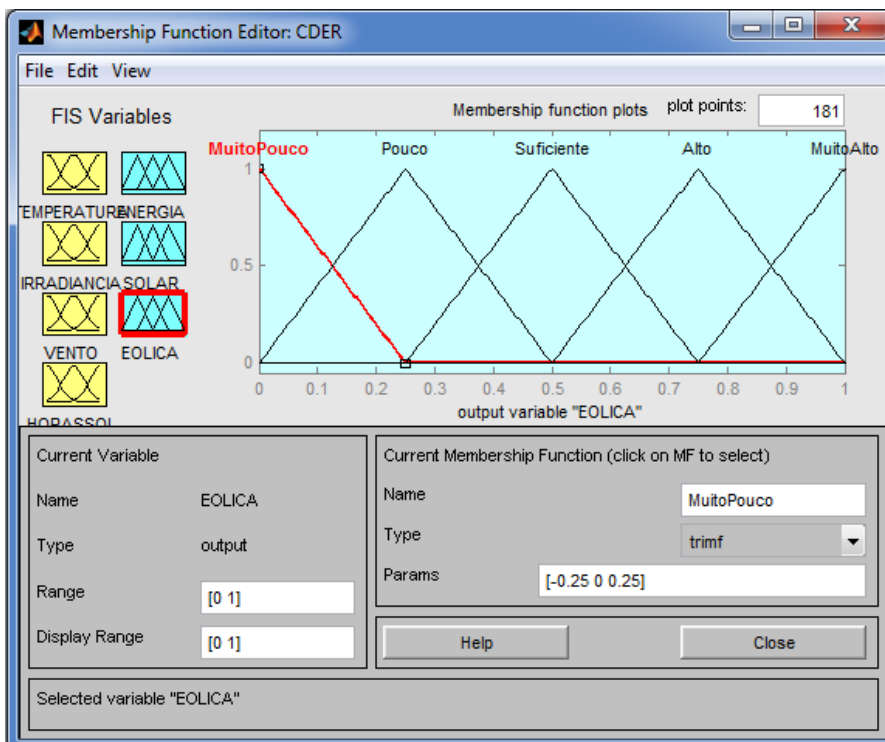 Membership Function Editor: CDER
File Edit View
FIS Variables
Membership function plots plot points: 181
MuitoPouco Pouco Suficiente Alto MuitoAlto
1
0.5
0
0 0.1 0.2 0.3 0.4 0.5 0.6 0.7 0.8 0.9 1
output variable "EOLICA"
TEMPERATURA ENERGIA
IRRADIANCIA SOLAR
VENTO EOLICA
HORASSOL
Current Variable
Name EOLICA
Type output
Range [0 1]
Display Range [0 1]
Current Membership Function (click on MF to select)
Name MuitoPouco
Type trimf
Params [-0.25 0 0.25]
Help Close
Selected variable "EOLICA"